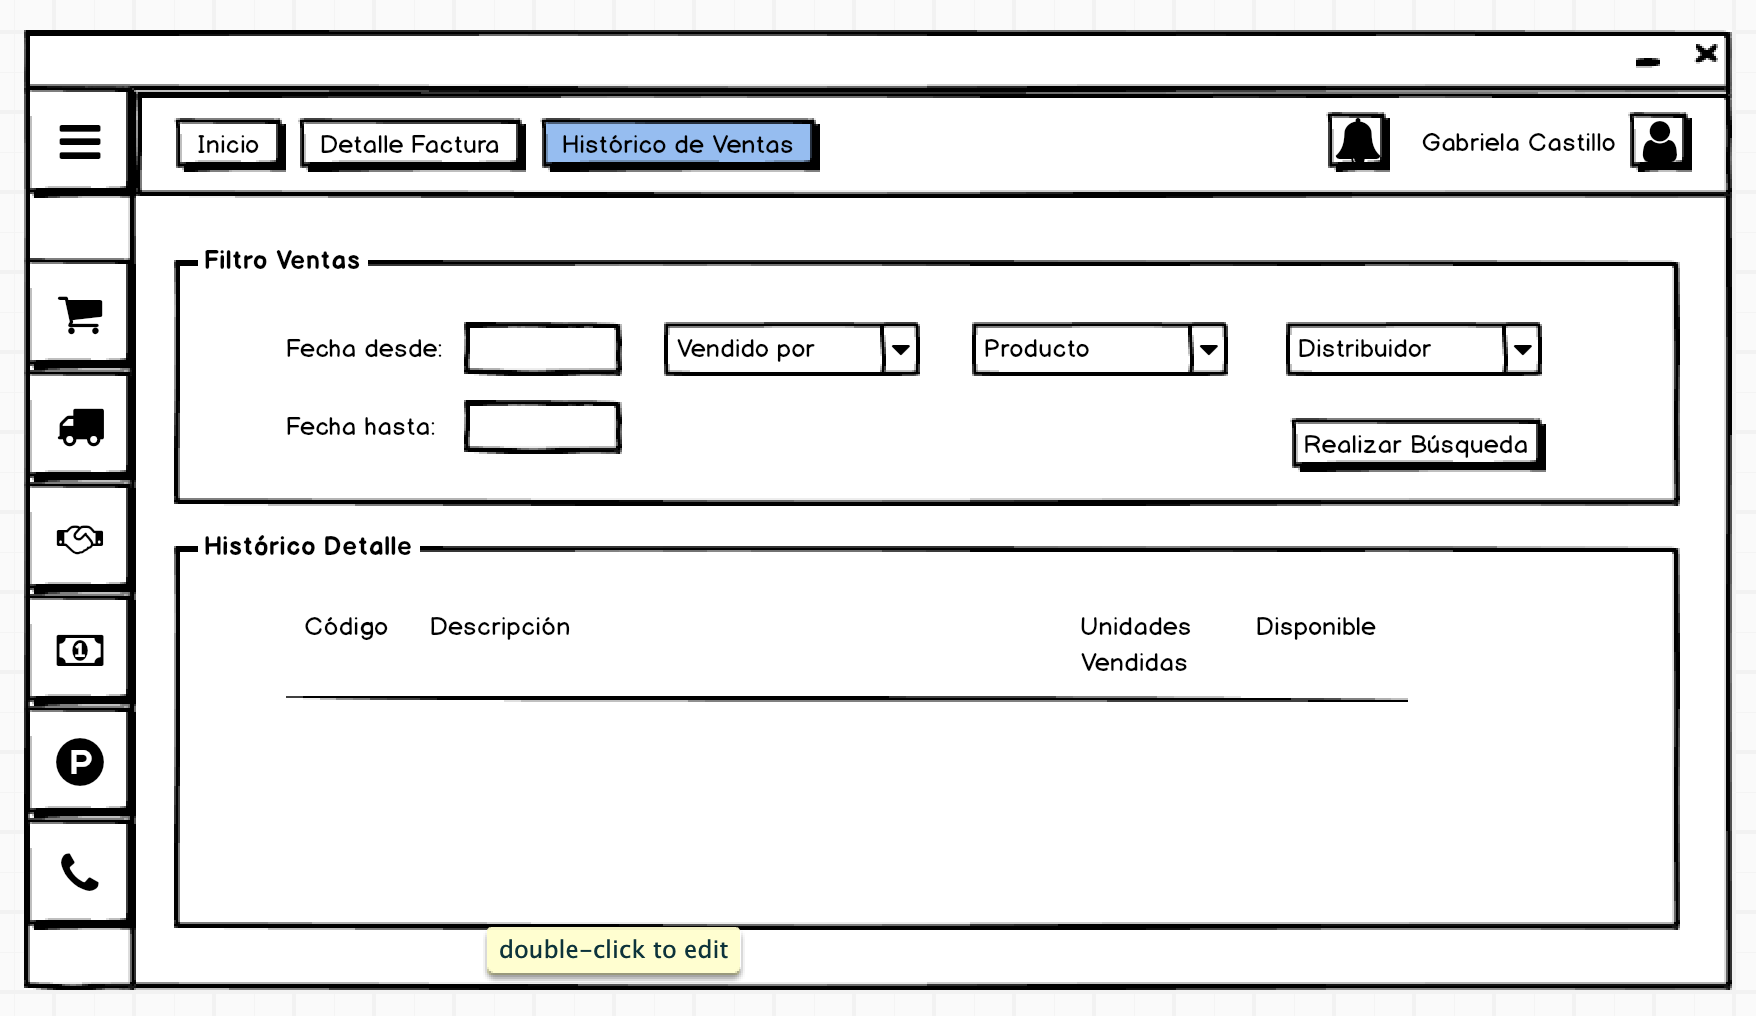 Inicio
Detalle Factura
Histórico de Ventas
Gabriela Castillo
Filtro Ventas
Fecha desde:
Vendido por
Producto
Distribuidor
Fecha hasta:
Realizar Búsqueda
Histórico Detalle
Código
Descripción
Unidades
Vendidas
Disponible
1
P
double-click to edit